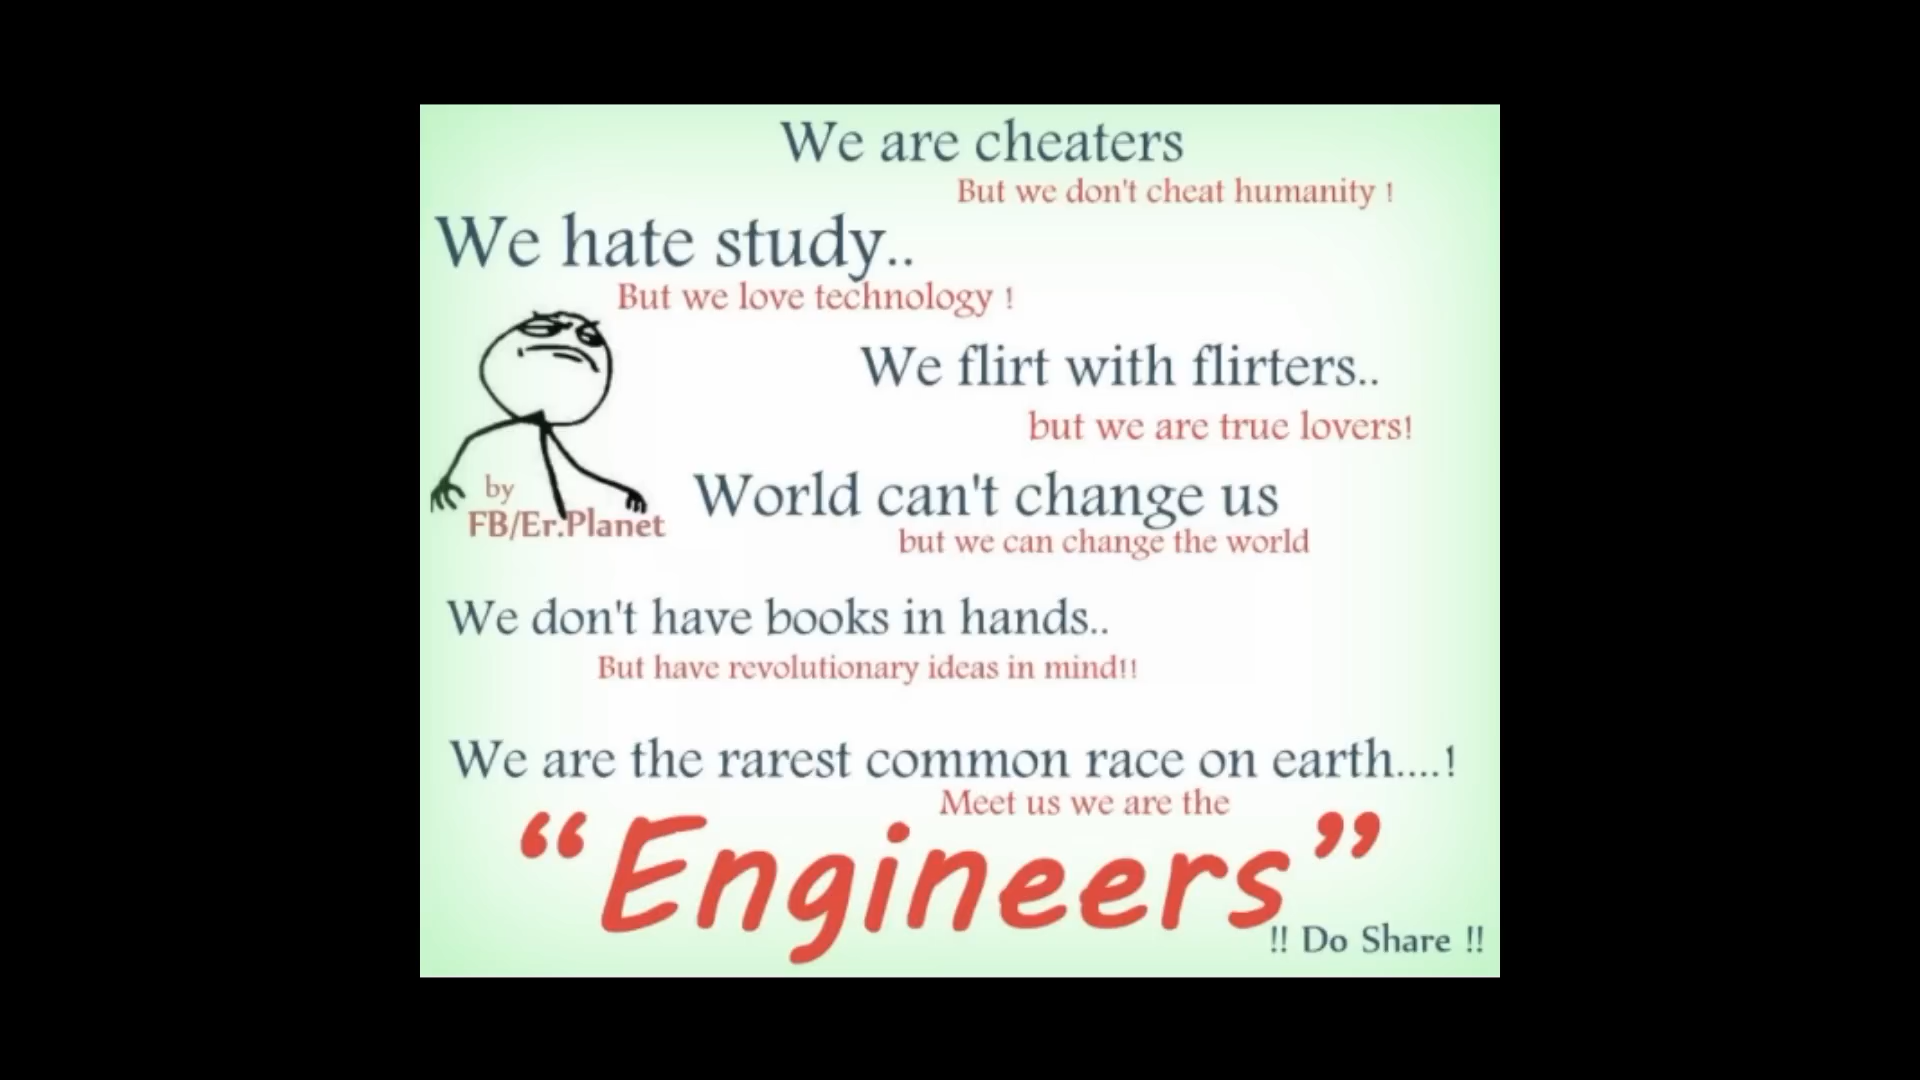 We are cheaters
But we don't cheat humanity !
We hate study..
But we love technology !
We flirt with flirters..
but we are true lovers!
by
FB/Er.Planet
World can't change us
but we can change the world
We don't have books in hands..
But have revolutionary ideas in mind!!
We are the rarest common race on earth....!
Meet us we are the
“Engineers”
!! Do Share !!